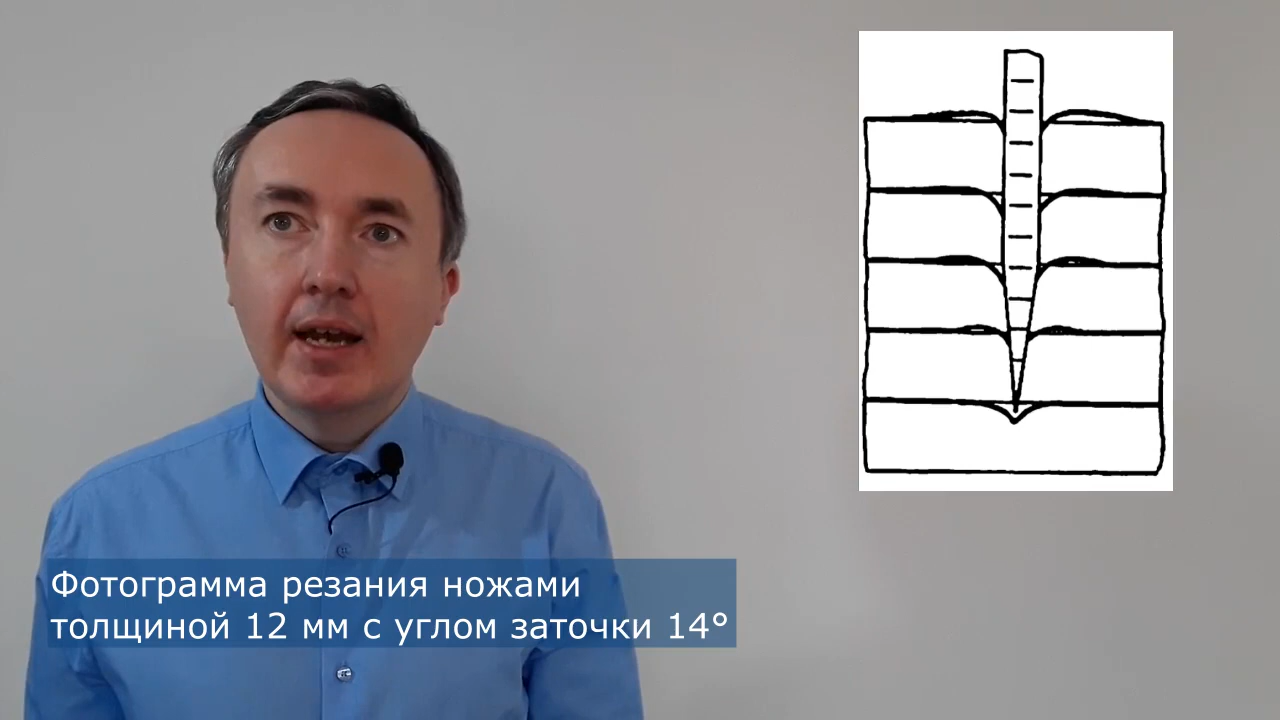 Фотограмма резания ножами
толщиной 12 мм с углом заточки 14°